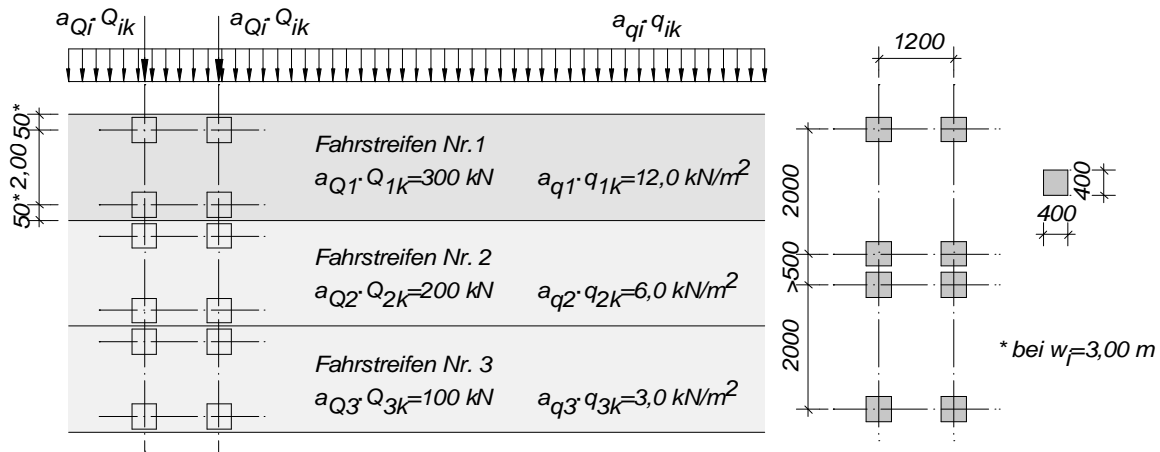 a_Qi·Q_ik a_Qi·Q_ik a_qi·q_ik
1200
50* 2,00 50*
Fahrstreifen Nr.1
a_Q1·Q_1k=300 kN a_q1·q_1k=12,0 kN/m²
Fahrstreifen Nr. 2
a_Q2·Q_2k=200 kN a_q2·q_2k=6,0 kN/m²
Fahrstreifen Nr. 3
a_Q3·Q_3k=100 kN a_q3·q_3k=3,0 kN/m²
2000
>500
2000
400
400
* bei w_i=3,00 m